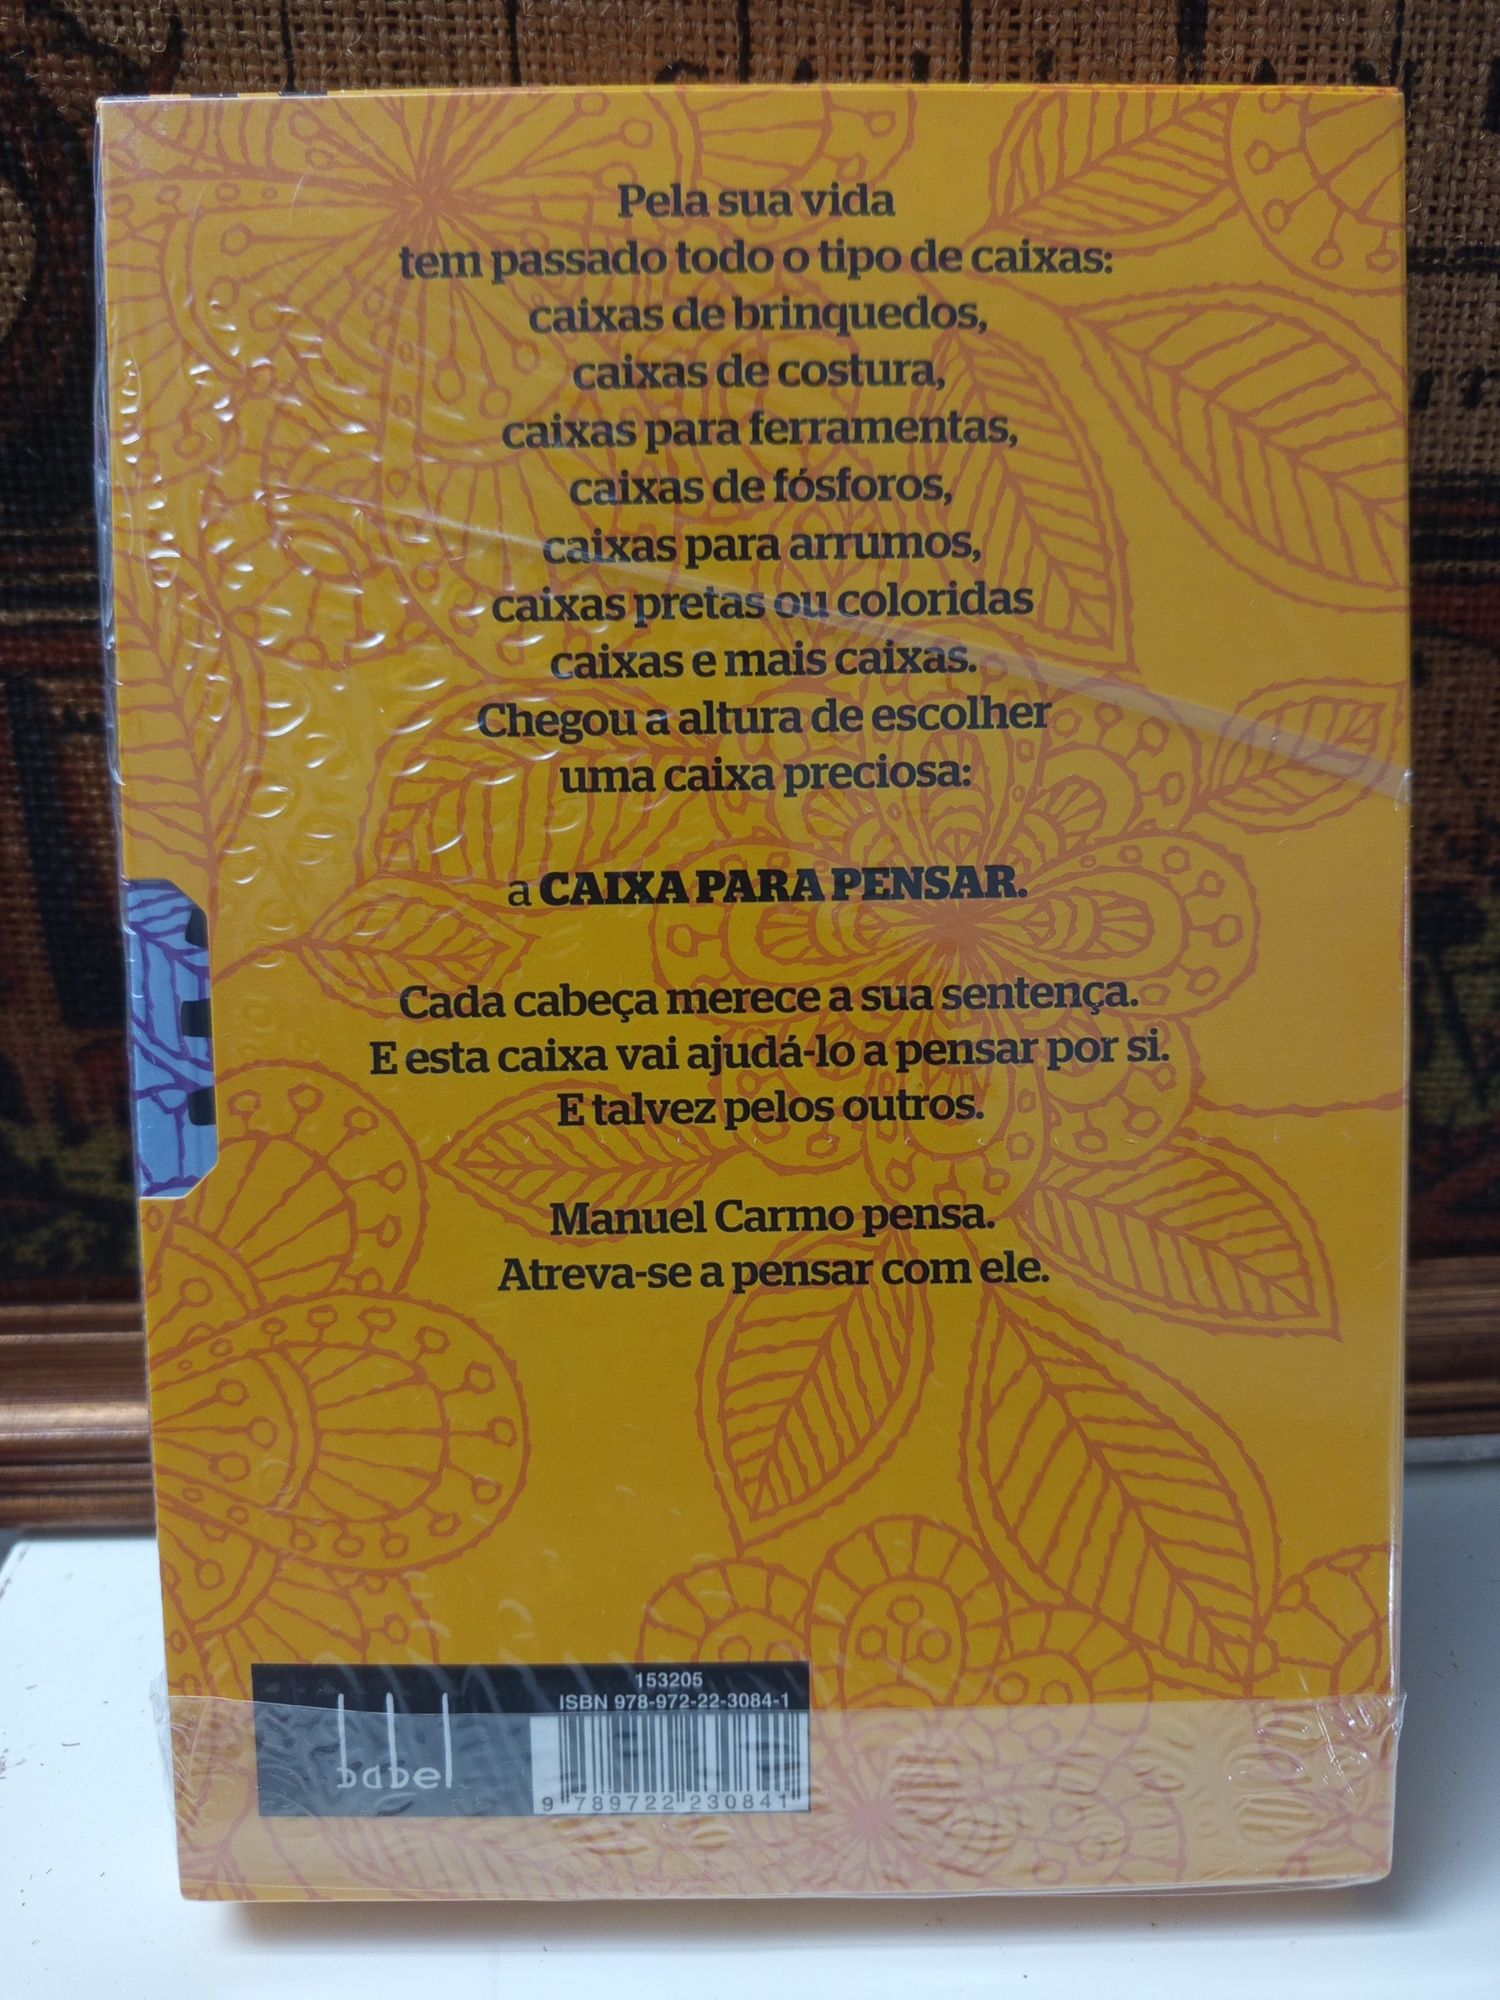 Pela sua vida
tem passado todo o tipo de caixas:
caixas de brinquedos,
caixas de costura,
caixas para ferramentas,
caixas de fósforos,
caixas para arrumos,
caixas pretas ou coloridas
caixas e mais caixas.
Chegou a altura de escolher
uma caixa preciosa:
a CAIXA PARA PENSAR.
Cada cabeça merece a sua sentença.
E esta caixa vai ajudá-lo a pensar por si.
E talvez pelos outros.
Manuel Carmo pensa.
Atreva-se a pensar com ele.
153205
ISBN 978-972-22-3084-1
babel
9 789722 230841